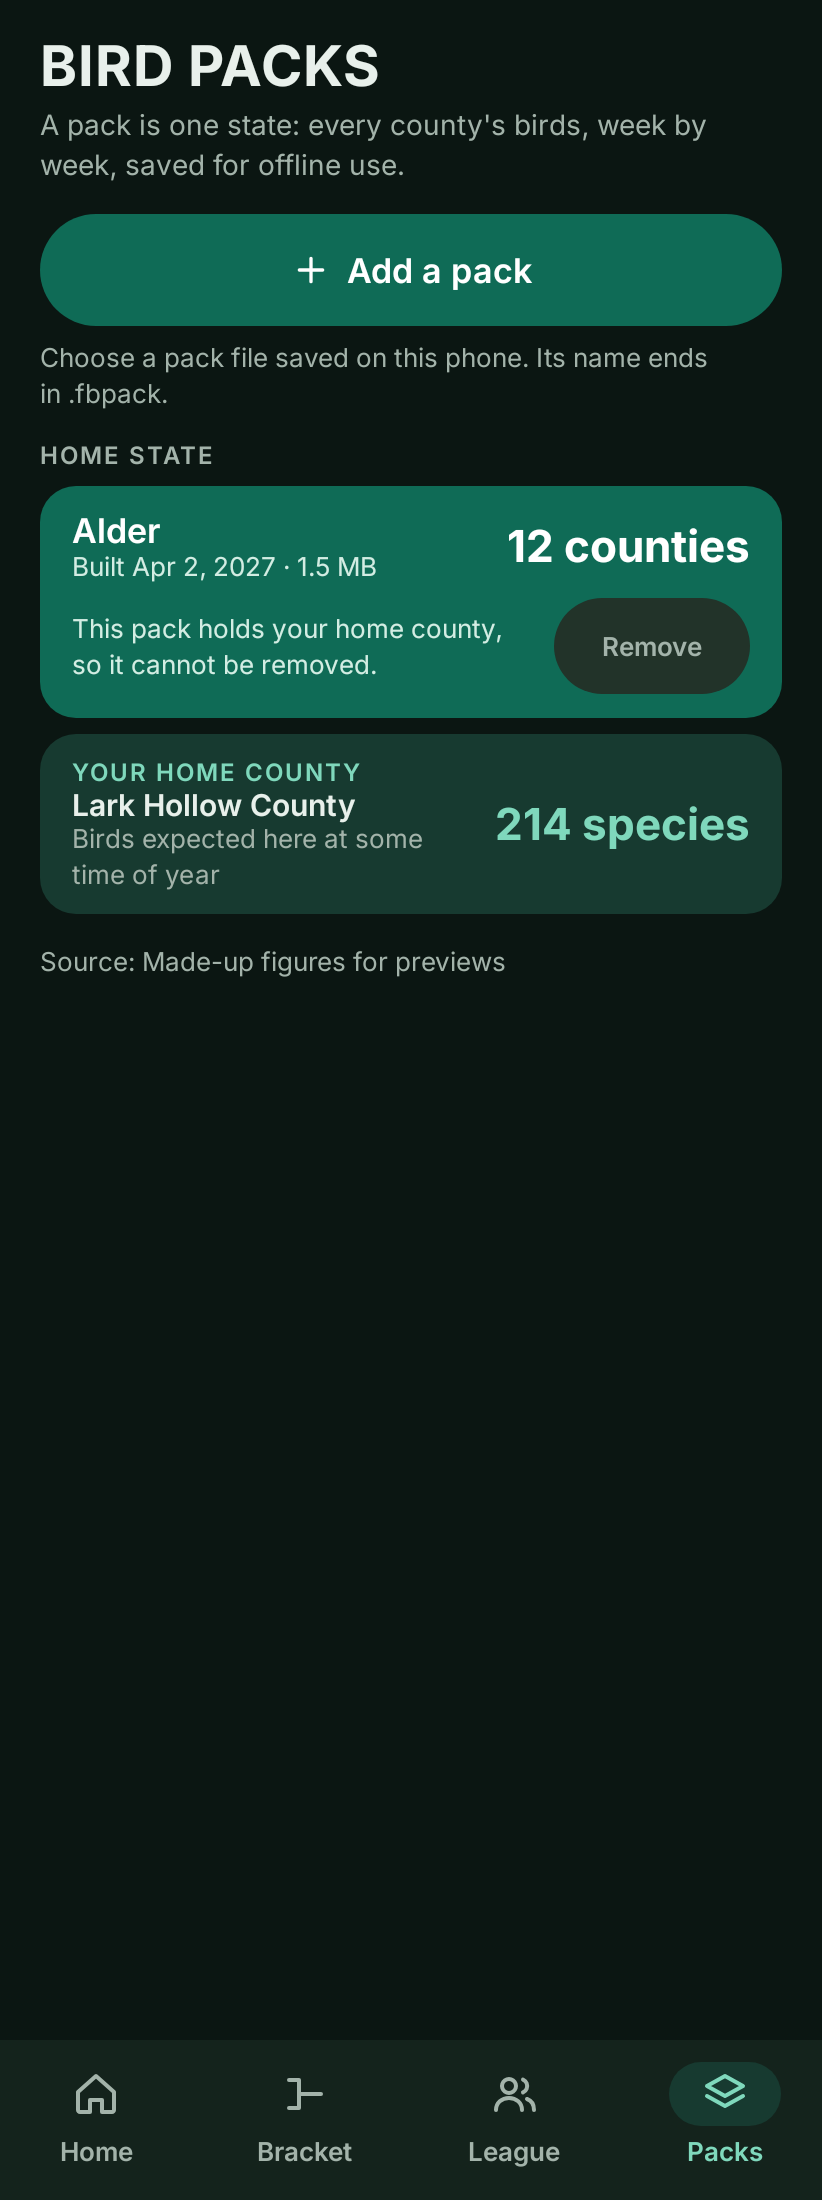 BIRD PACKS
A pack is one state: every county's birds, week by
week, saved for offline use.
Add a pack
Choose a pack file saved on this phone. Its name ends
in .fbpack.
HOME STATE
Alder
Built Apr 2, 2027 · 1.5 MB
12 counties
This pack holds your home county,
so it cannot be removed.
Remove
YOUR HOME COUNTY
Lark Hollow County
Birds expected here at some
time of year
214 species
Source: Made-up figures for previews
Home
Bracket
League
Packs